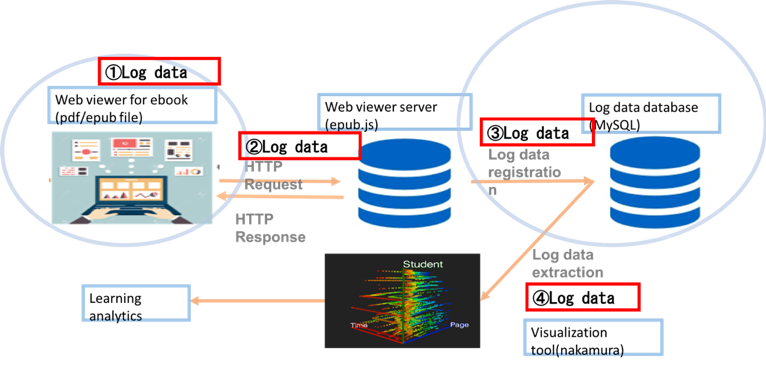 ①Log data
Web viewer for ebook
(pdf/epub file)
Web viewer server
(epub.js)
Log data database
(MySQL)
②Log data
③Log data
HTTP
Request
Log data
registratio
n
HTTP
Response
Log data
extraction
④Log data
Student
Time
Page
Learning
analytics
Visualization
tool(nakamura)